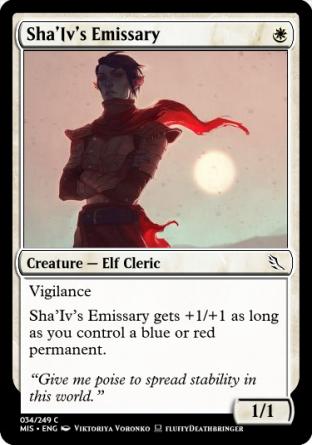 Sha'Iv's Emissary
Creature — Elf Cleric
Vigilance
Sha'Iv's Emissary gets +1/+1 as long
as you control a blue or red
permanent.
“Give me poise to spread stability in
this world.”
1/1
034/249 C
MIS • ENG Viktoriya Voronko fluffyDeathbringer